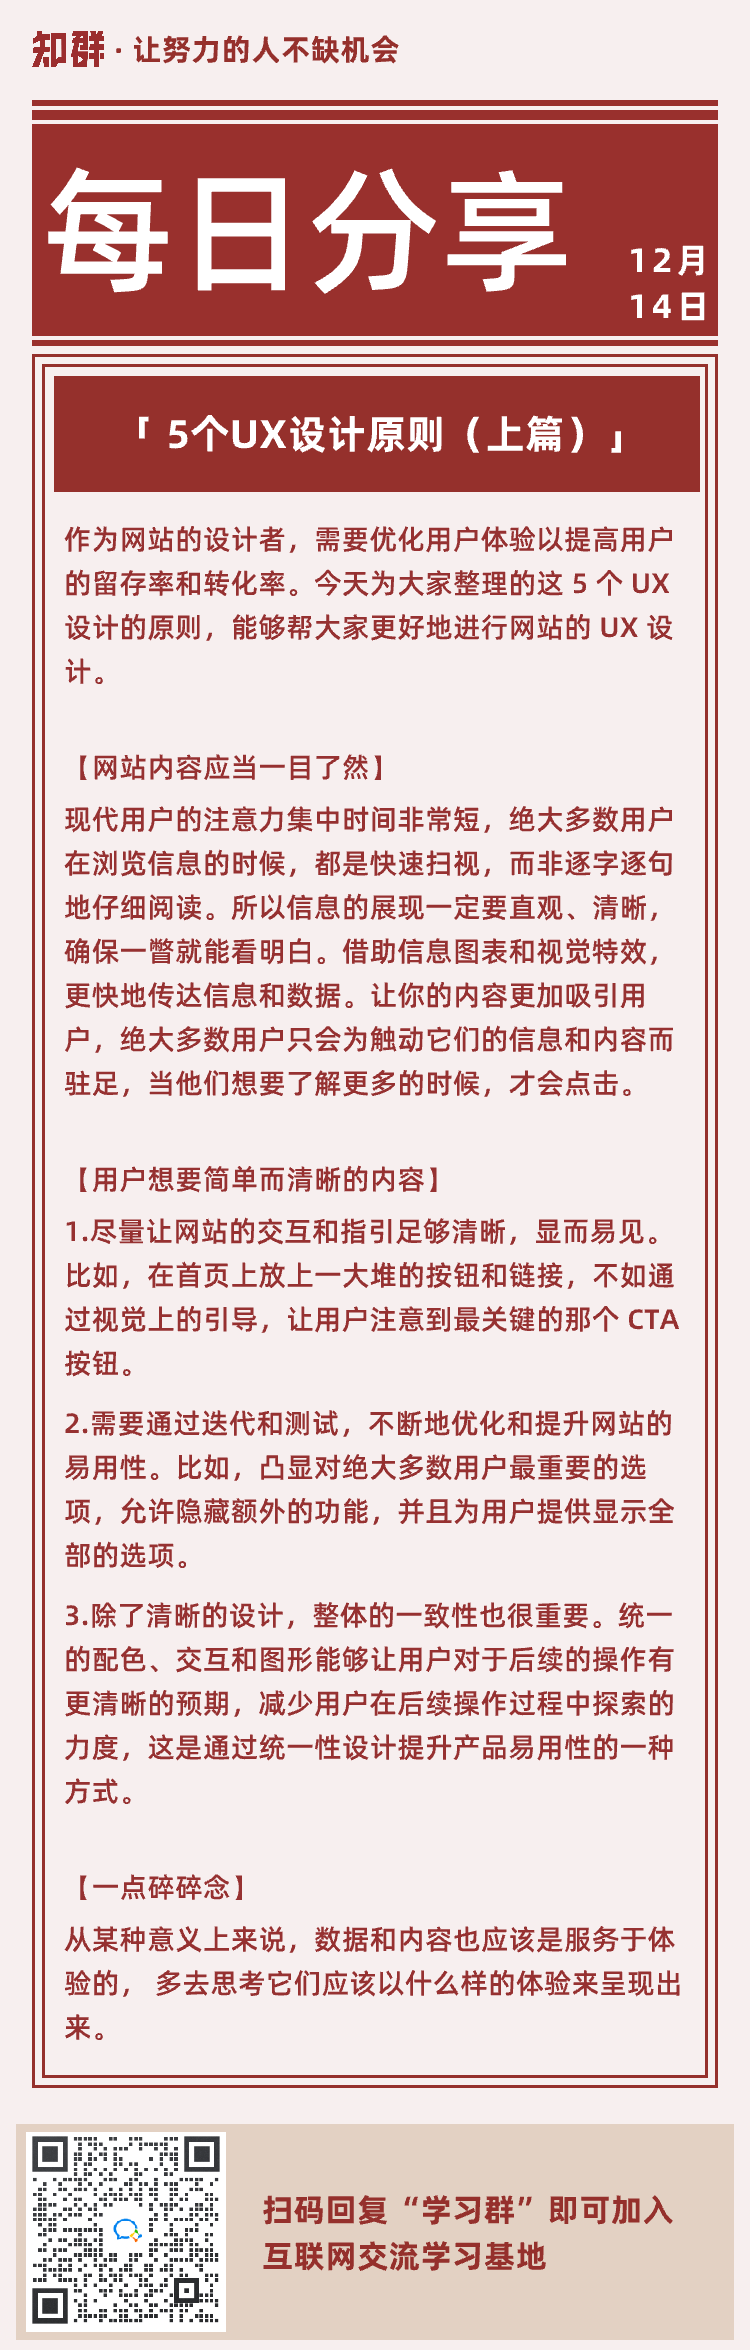 知群 · 让努力的人不缺机会
每日分享
12月
14日
「 5个UX设计原则（上篇）」
作为网站的设计者，需要优化用户体验以提高用户
的留存率和转化率。今天为大家整理的这 5 个 UX
设计的原则，能够帮大家更好地进行网站的 UX 设
计。
【网站内容应当一目了然】
现代用户的注意力集中时间非常短，绝大多数用户
在浏览信息的时候，都是快速扫视，而非逐字逐句
地仔细阅读。所以信息的展现一定要直观、清晰，
确保一瞥就能看明白。借助信息图表和视觉特效，
更快地传达信息和数据。让你的内容更加吸引用
户，绝大多数用户只会为触动它们的信息和内容而
驻足，当他们想要了解更多的时候，才会点击。
【用户想要简单而清晰的内容】
1.尽量让网站的交互和指引足够清晰，显而易见。
比如，在首页上放上一大堆的按钮和链接，不如通
过视觉上的引导，让用户注意到最关键的那个 CTA
按钮。
2.需要通过迭代和测试，不断地优化和提升网站的
易用性。比如，凸显对绝大多数用户最重要的选
项，允许隐藏额外的功能，并且为用户提供显示全
部的选项。
3.除了清晰的设计，整体的一致性也很重要。统一
的配色、交互和图形能够让用户对于后续的操作有
更清晰的预期，减少用户在后续操作过程中探索的
力度，这是通过统一性设计提升产品易用性的一种
方式。
【一点碎碎念】
从某种意义上来说，数据和内容也应该是服务于体
验的， 多去思考它们应该以什么样的体验来呈现出
来。
扫码回复“学习群”即可加入
互联网交流学习基地